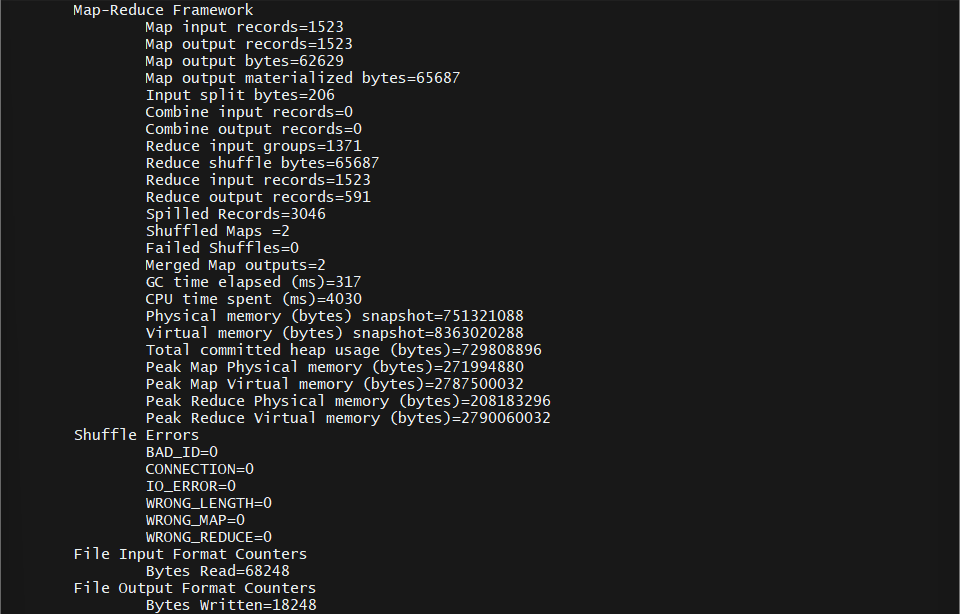 Map-Reduce Framework
Map input records=1523
Map output records=1523
Map output bytes=62629
Map output materialized bytes=65687
Input split bytes=206
Combine input records=0
Combine output records=0
Reduce input groups=1371
Reduce shuffle bytes=65687
Reduce input records=1523
Reduce output records=591
Spilled Records=3046
Shuffled Maps =2
Failed Shuffles=0
Merged Map outputs=2
GC time elapsed (ms)=317
CPU time spent (ms)=4030
Physical memory (bytes) snapshot=751321088
Virtual memory (bytes) snapshot=8363020288
Total committed heap usage (bytes)=729808896
Peak Map Physical memory (bytes)=271994880
Peak Map Virtual memory (bytes)=2787500032
Peak Reduce Physical memory (bytes)=208183296
Peak Reduce Virtual memory (bytes)=2790060032
Shuffle Errors
BAD_ID=0
CONNECTION=0
IO_ERROR=0
WRONG_LENGTH=0
WRONG_MAP=0
WRONG_REDUCE=0
File Input Format Counters
Bytes Read=68248
File Output Format Counters
Bytes Written=18248